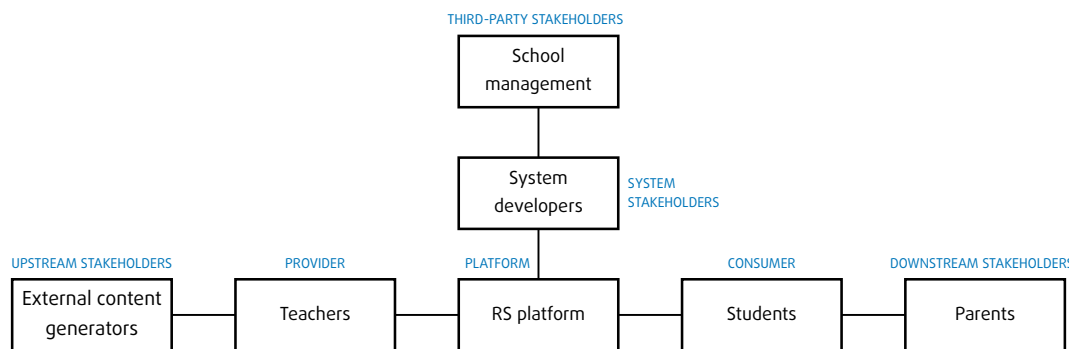 THIRD-PARTY STAKEHOLDERS
School
management
System
developers
SYSTEM
STAKEHOLDERS
UPSTREAM STAKEHOLDERS
PROVIDER
PLATFORM
CONSUMER
DOWNSTREAM STAKEHOLDERS
External content
generators
Teachers
RS platform
Students
Parents